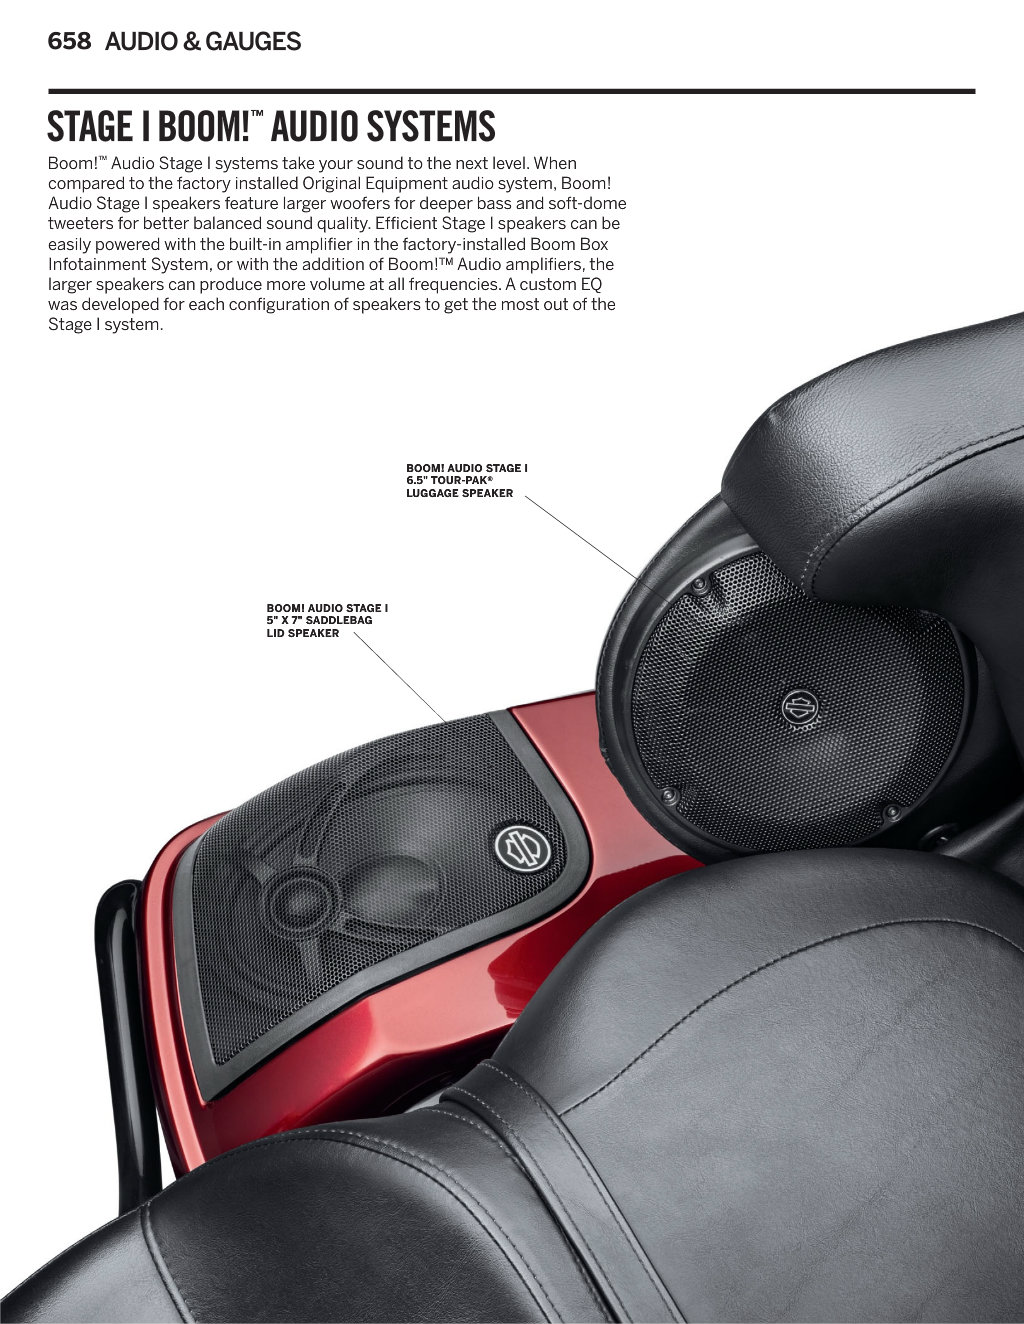 658 AUDIO & GAUGES
STAGE I BOOM!™ AUDIO SYSTEMS
Boom!™ Audio Stage I systems take your sound to the next level. When
compared to the factory installed Original Equipment audio system, Boom!
Audio Stage I speakers feature larger woofers for deeper bass and soft-dome
tweeters for better balanced sound quality. Efficient Stage I speakers can be
easily powered with the built-in amplifier in the factory-installed Boom Box
Infotainment System, or with the addition of Boom!™ Audio amplifiers, the
larger speakers can produce more volume at all frequencies. A custom EQ
was developed for each configuration of speakers to get the most out of the
Stage I system.
BOOM! AUDIO STAGE I
6.5" TOUR-PAK®
LUGGAGE SPEAKER
BOOM! AUDIO STAGE I
5" X 7" SADDLEBAG
LID SPEAKER